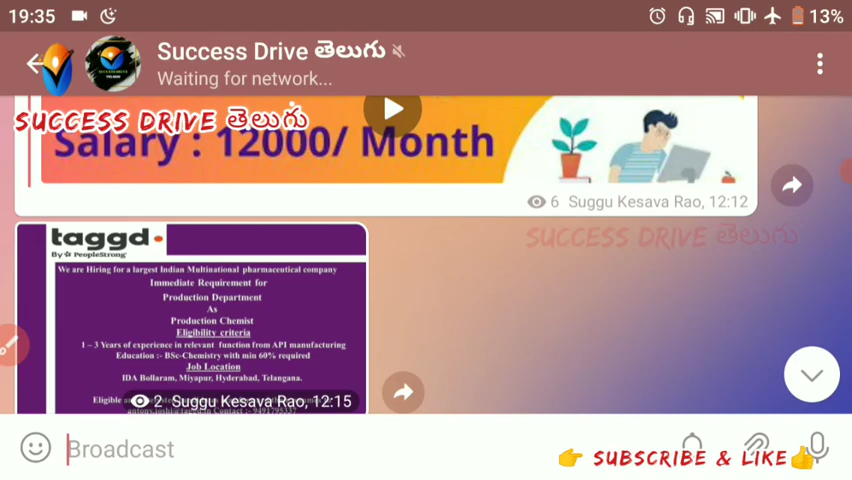 19:35
13%
Success Drive తెలుగు
Waiting for network...
SUCCESS DRIVE తెలుగు
Salary : 12000/ Month
6 Suggu Kesava Rao, 12:12
SUCCESS DRIVE తెలుగు
taggd.
By PeopleStrong
We are Hiring for a largest Indian Multinational pharmaceutical company
Immediate Requirement for
Production Department
As
Production Chemist
Eligibility criteria
1 – 3 Years of experience in relevant function from API manufacturing
Education :- BSc-Chemistry with min 60% required
Job Location
IDA Bollaram, Miyapur, Hyderabad, Telangana.
Eligible
2 Suggu Kesava Rao, 12:15
Broadcast
SUBSCRIBE & LIKE